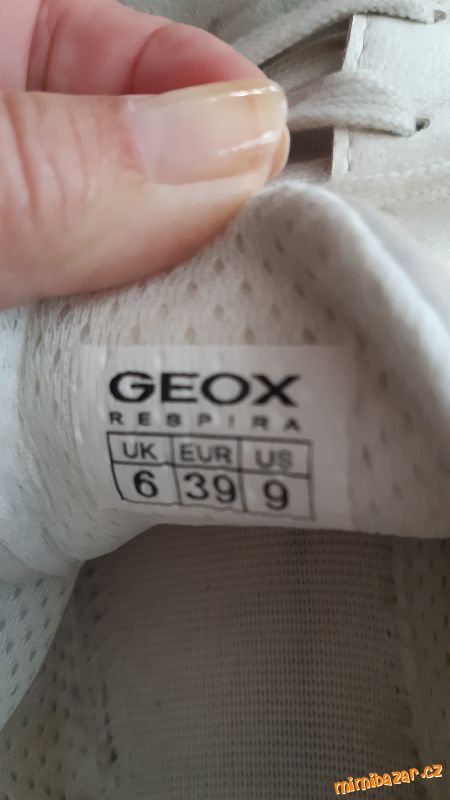 GEOX
RESPIRA
UK EUR US
6 39 9
mimibazar.cz